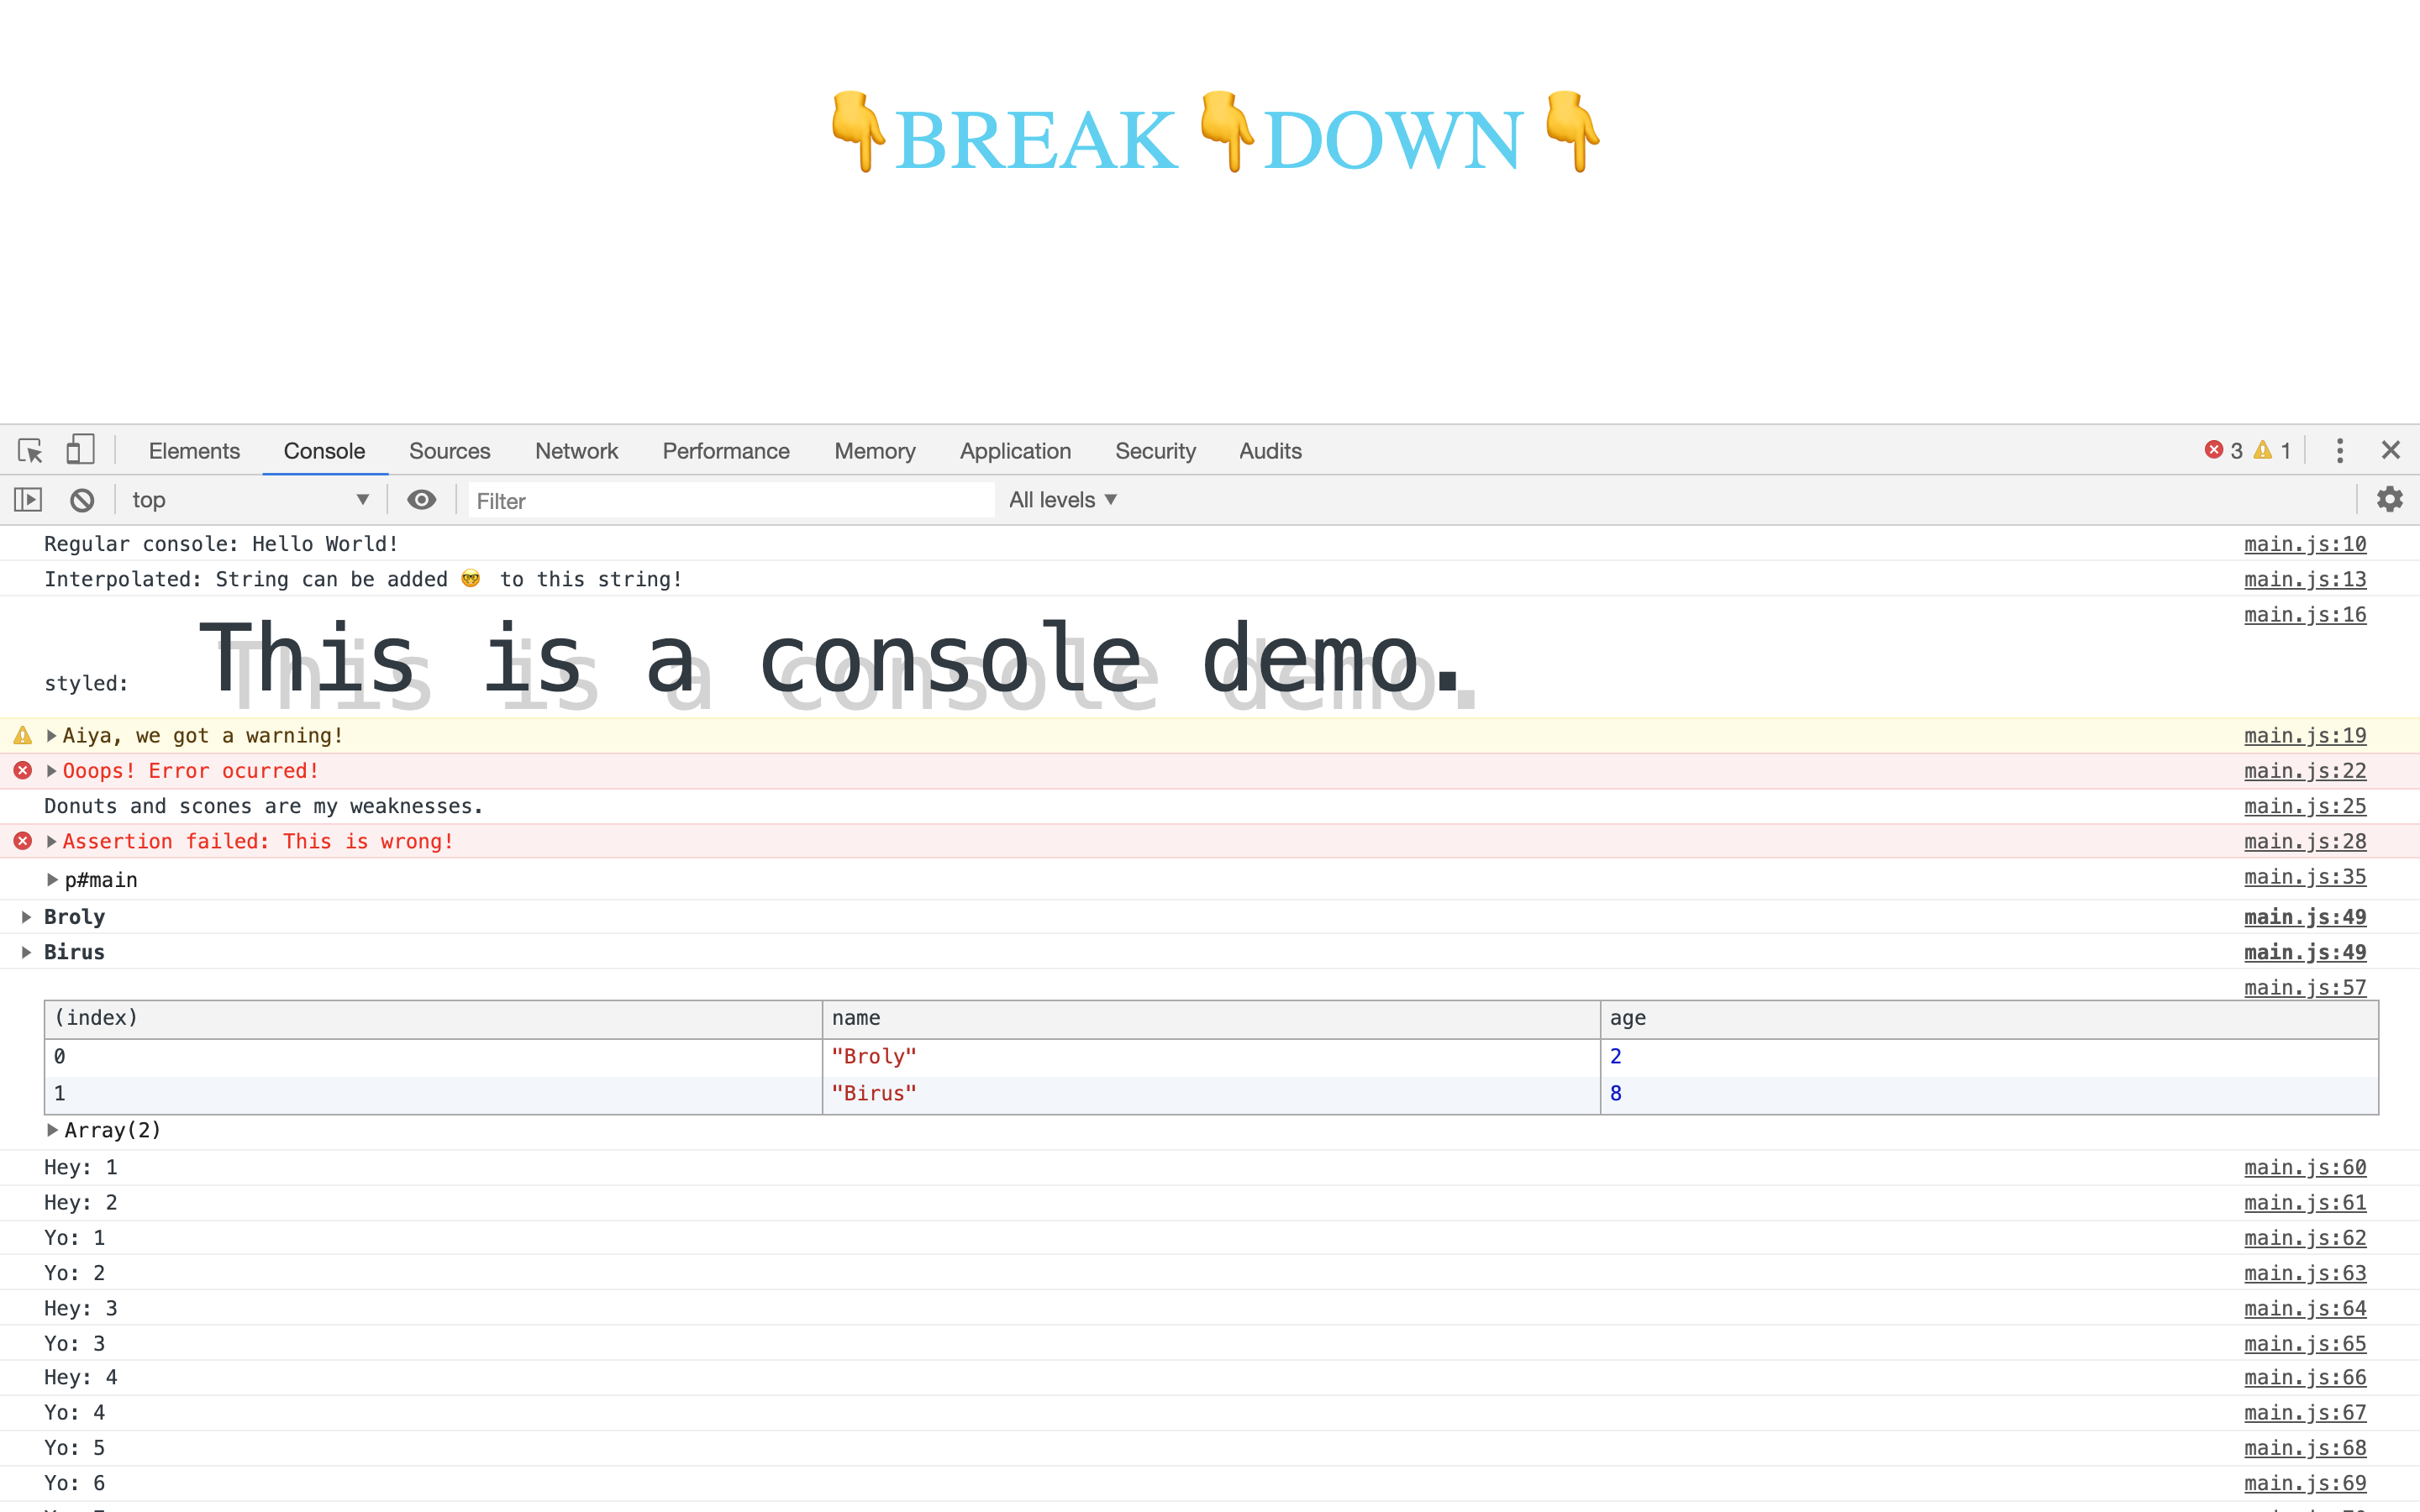 👇BREAK👇DOWN👇
Elements Console Sources Network Performance Memory Application Security Audits 3 1
top Filter All levels
Regular console: Hello World! main.js:10
Interpolated: String can be added 🤓 to this string! main.js:13
main.js:16
styled: This is a console demo.
Aiya, we got a warning! main.js:19
Ooops! Error ocurred! main.js:22
Donuts and scones are my weaknesses. main.js:25
Assertion failed: This is wrong! main.js:28
p#main main.js:35
Broly main.js:49
Birus main.js:49
main.js:57
(index) name age
0 "Broly" 2
1 "Birus" 8
Array(2)
Hey: 1 main.js:60
Hey: 2 main.js:61
Yo: 1 main.js:62
Yo: 2 main.js:63
Hey: 3 main.js:64
Yo: 3 main.js:65
Hey: 4 main.js:66
Yo: 4 main.js:67
Yo: 5 main.js:68
Yo: 6 main.js:69